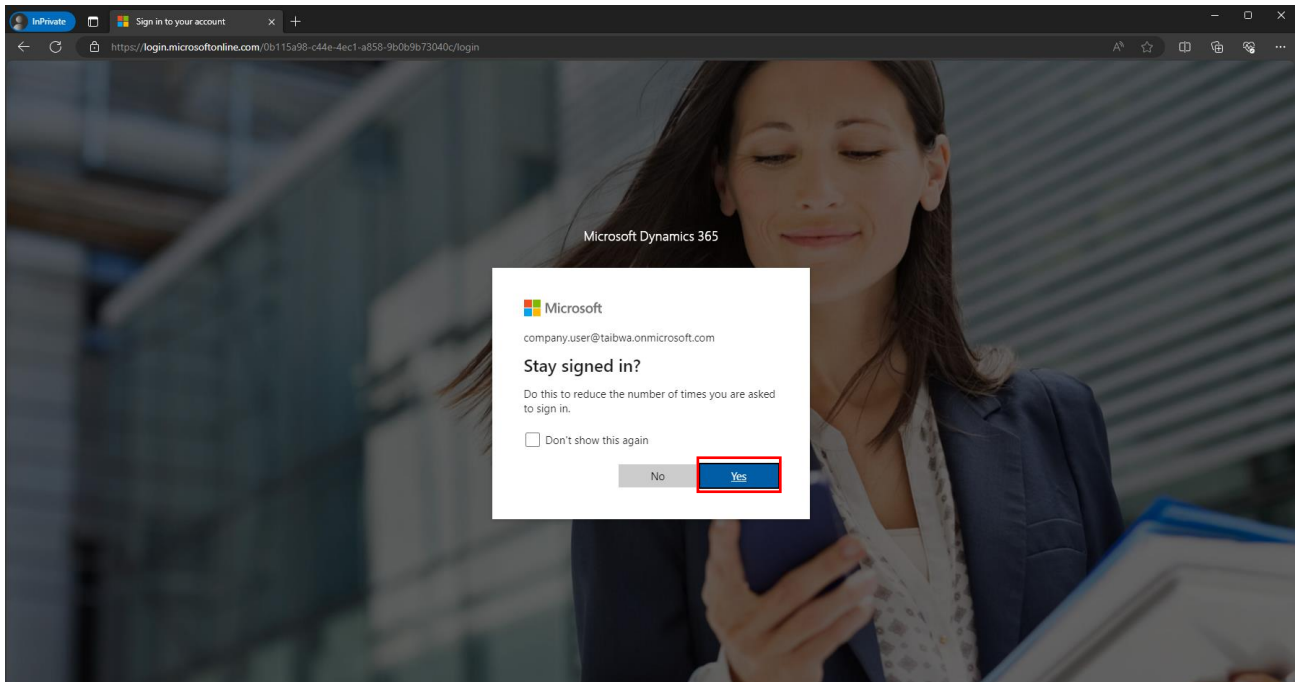 InPrivate
Sign in to your account
https://login.microsoftonline.com/0b115a98-c44e-4ec1-a858-9b0b9b73040c/login
Microsoft Dynamics 365
Microsoft
company.user@taibwa.onmicrosoft.com
Stay signed in?
Do this to reduce the number of times you are asked
to sign in.
Don't show this again
No
Yes